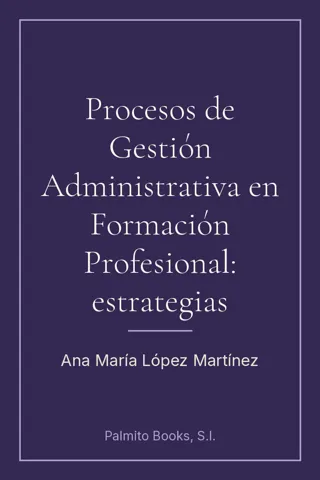 Procesos de
Gestión
Administrativa en
Formación
Profesional:
estrategias
Ana María López Martínez
Palmito Books, S.l.